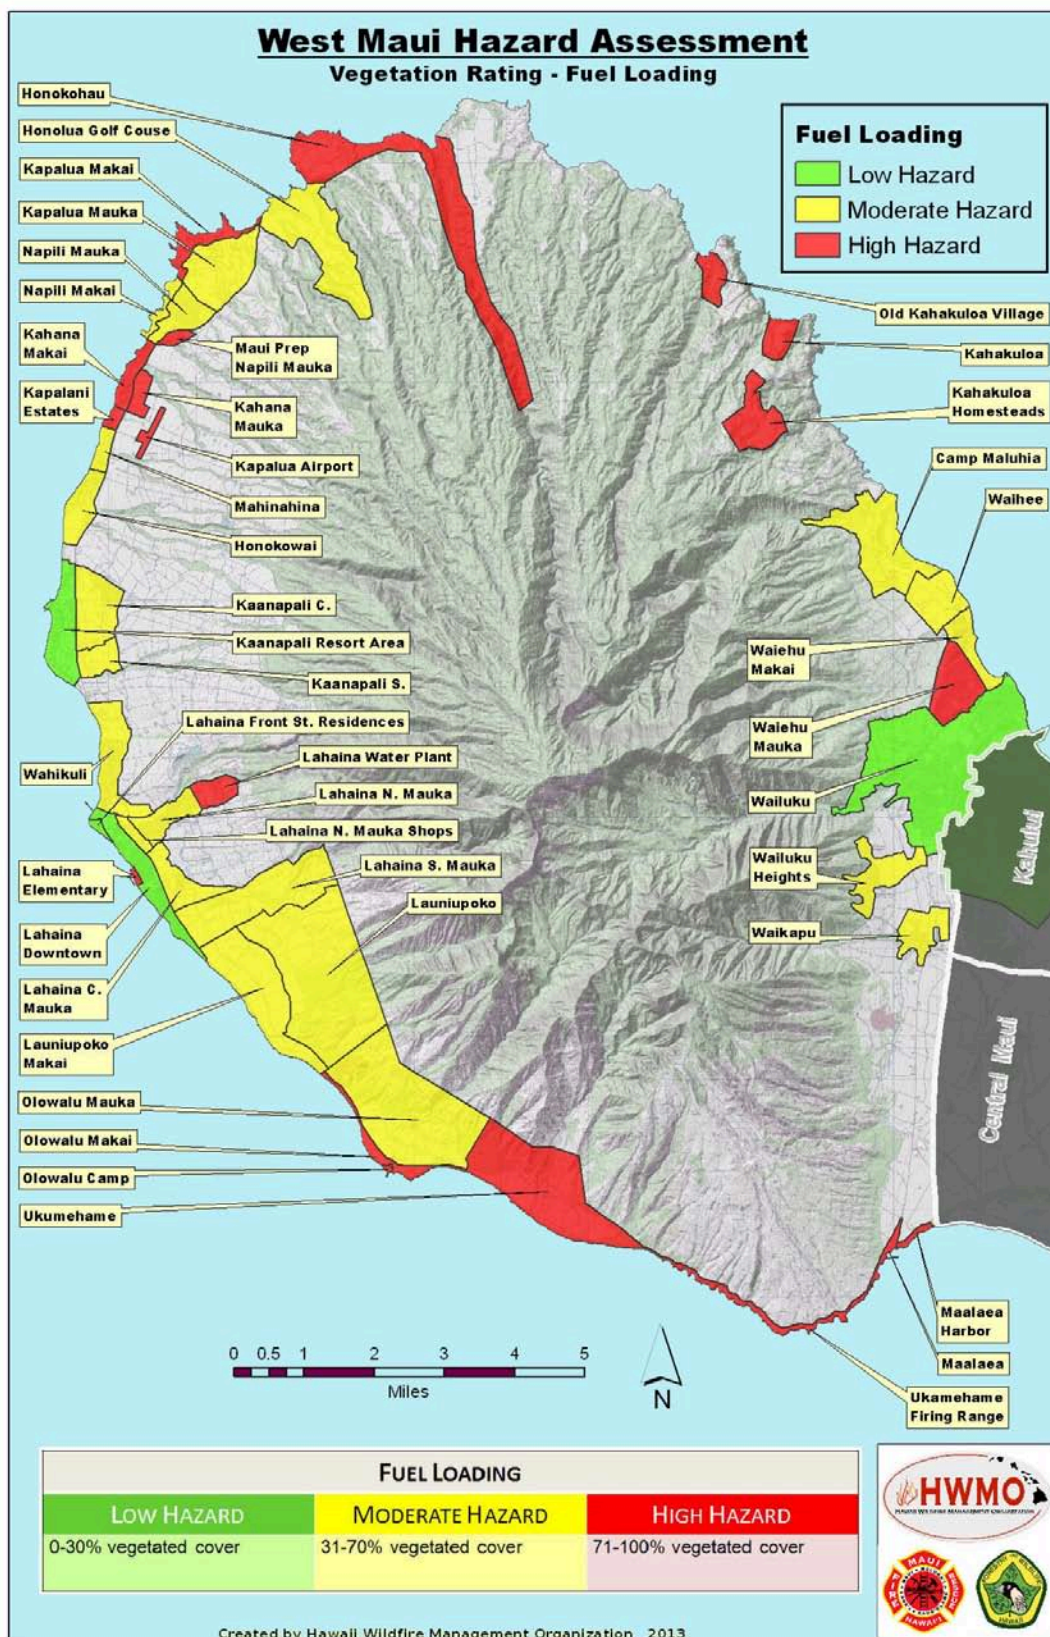 West Maui Hazard Assessment
Vegetation Rating - Fuel Loading
Honokohau
Honolua Golf Couse
Kapalua Makai
Kapalua Mauka
Napili Mauka
Napili Makai
Kahana
Makai
Kapalani
Estates
Maui Prep
Napili Mauka
Kahana
Mauka
Kapalua Airport
Mahinahina
Honokowai
Kaanapali C.
Kaanapali Resort Area
Kaanapali S.
Lahaina Front St. Residences
Wahikuli
Lahaina Water Plant
Lahaina N. Mauka
Lahaina N. Mauka Shops
Lahaina
Elementary
Lahaina S. Mauka
Launiupoko
Lahaina
Downtown
Lahaina C.
Mauka
Launiupoko
Makai
Olowalu Mauka
Olowalu Makai
Olowalu Camp
Ukumehame
Fuel Loading
Low Hazard
Moderate Hazard
High Hazard
Old Kahakuloa Village
Kahakuloa
Kahakuloa
Homesteads
Camp Maluhia
Waihee
Waiehu
Makai
Waiehu
Mauka
Wailuku
Wailuku
Heights
Waikapu
Kahului
Central Maui
Maalaea
Harbor
Maalaea
Ukamehame
Firing Range
0 0.5 1 2 3 4 5
Miles
N
FUEL LOADING
LOW HAZARD MODERATE HAZARD HIGH HAZARD
0-30% vegetated cover 31-70% vegetated cover 71-100% vegetated cover
HWMO
HAWAII WILDFIRE MANAGEMENT ORGANIZATION
MAUI
FIRE
HAWAII
Created by Hawaii Wildfire Management Organization, 2013